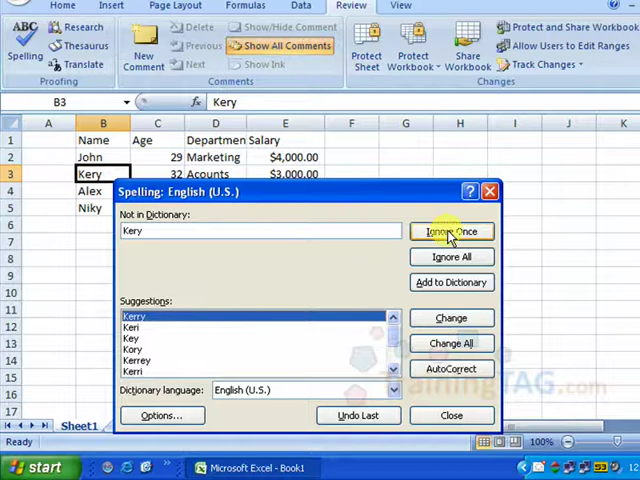 Home Insert Page Layout Formulas Data Review View
ABC
Spelling
Research
Thesaurus
Translate
Proofing
New
Comment
Delete
Previous
Next
Show/Hide Comment
Show All Comments
Show Ink
Comments
Protect
Sheet
Protect
Workbook
Share
Workbook
Protect and Share Workbook
Allow Users to Edit Ranges
Track Changes
Changes
B3
Kery
A B C D E F G H I J K
1 Name Age Departmen Salary
2 John 29 Marketing $4,000.00
3 Kery 32 Acounts $3,000.00
4 Alex
5 Niky
6
7
8
9
10
11
12
13
14
15
16
17
Spelling: English (U.S.)
Not in Dictionary:
Kery
Ignore Once
Ignore All
Add to Dictionary
Suggestions:
Kerry
Keri
Key
Kory
Kerrey
Kerri
Change
Change All
AutoCorrect
Dictionary language:
English (U.S.)
Options...
Undo Last
Close
TrainingTAG.com
Sheet1
Ready
100%
start
Microsoft Excel - Book1
12